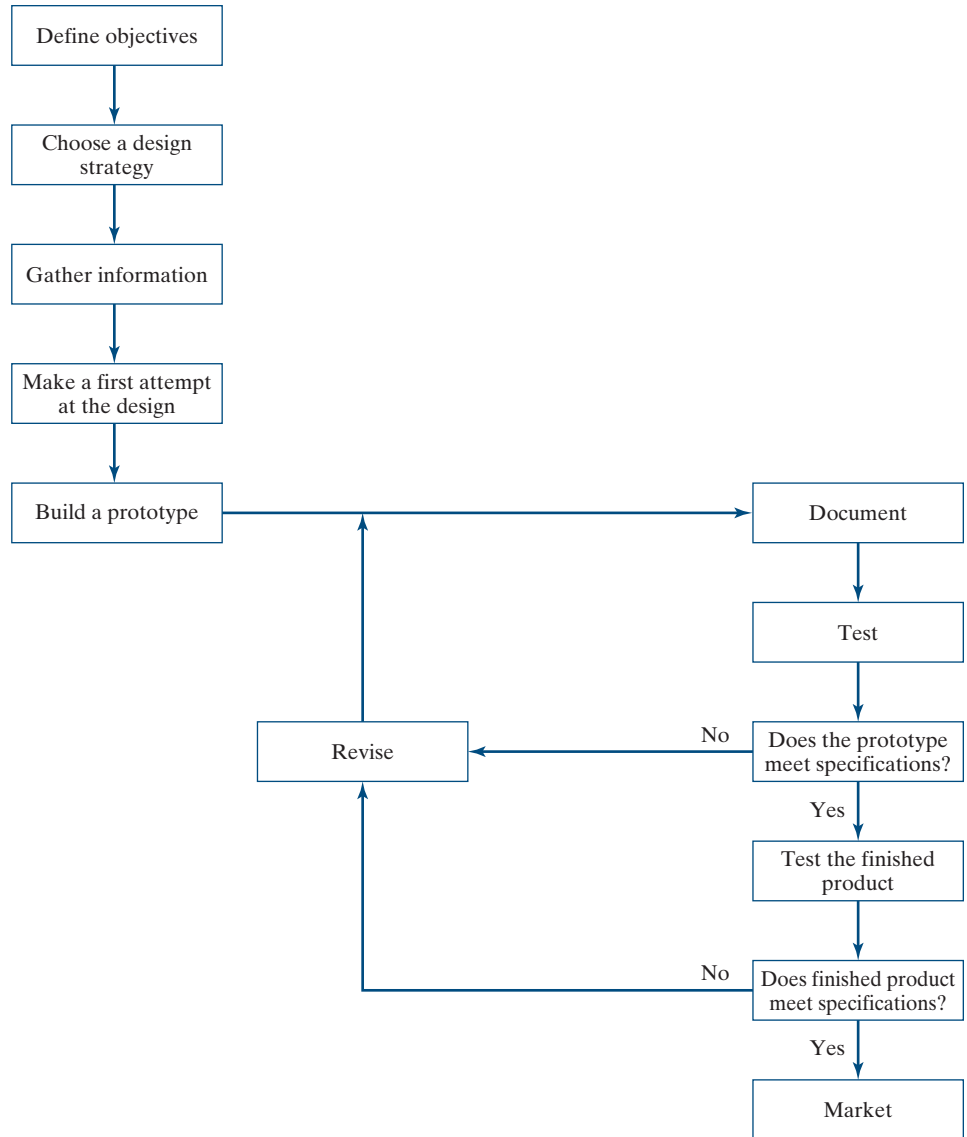 Define objectives
Choose a design
strategy
Gather information
Make a first attempt
at the design
Build a prototype
Document
Test
Revise
No
Does the prototype
meet specifications?
Yes
Test the finished
product
No
Does finished product
meet specifications?
Yes
Market